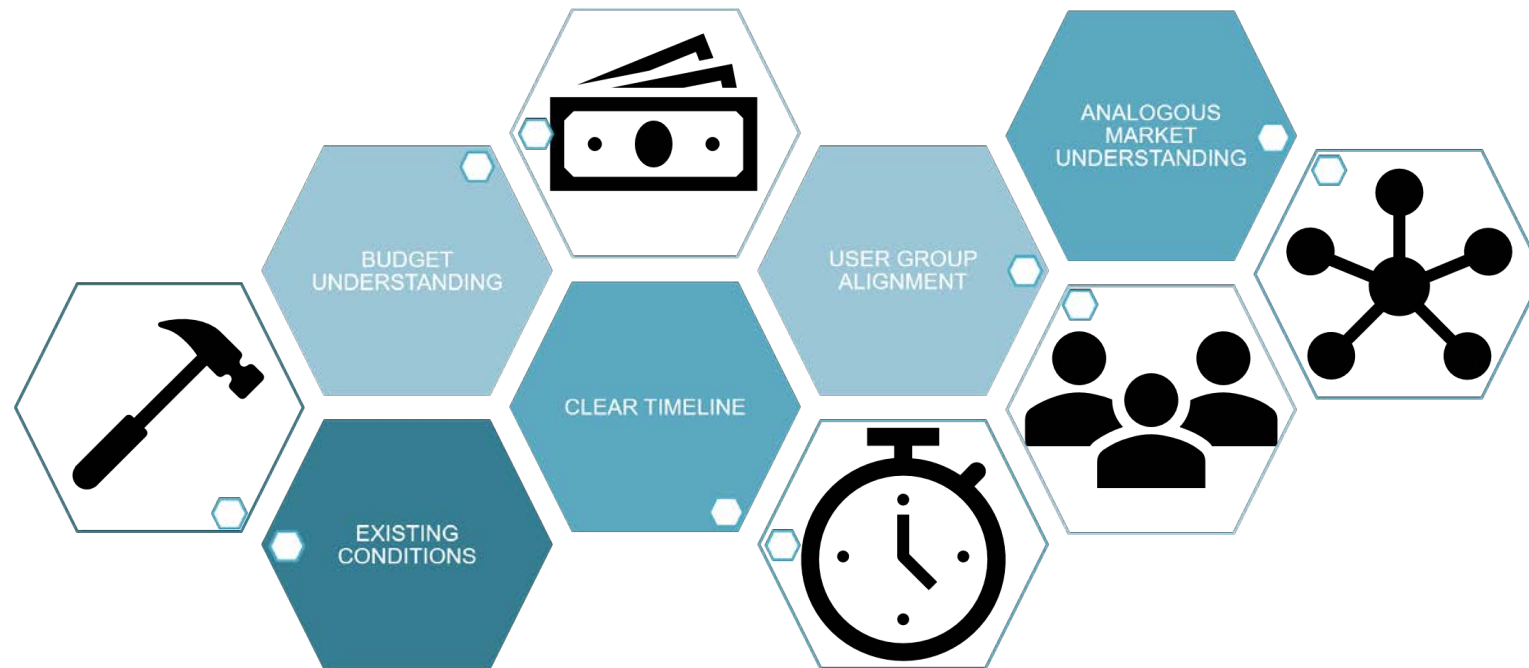 BUDGET
UNDERSTANDING
EXISTING
CONDITIONS
CLEAR TIMELINE
USER GROUP
ALIGNMENT
ANALOGOUS
MARKET
UNDERSTANDING